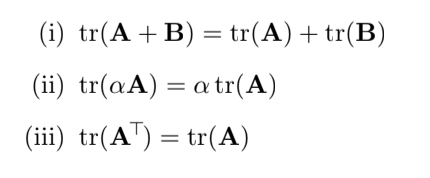 (i) tr(A + B) = tr(A) + tr(B)
(ii) tr(αA) = α tr(A)
(iii) tr(A⊤) = tr(A)